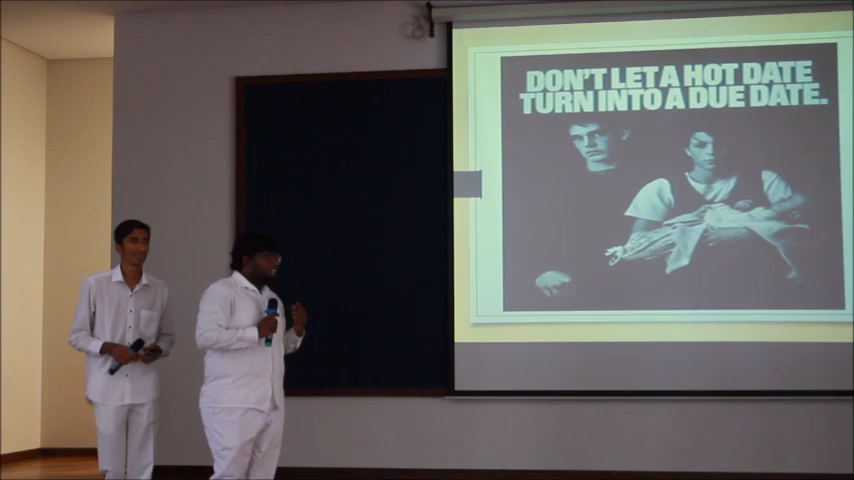 DON'T LET A HOT DATE
TURN INTO A DUE DATE.